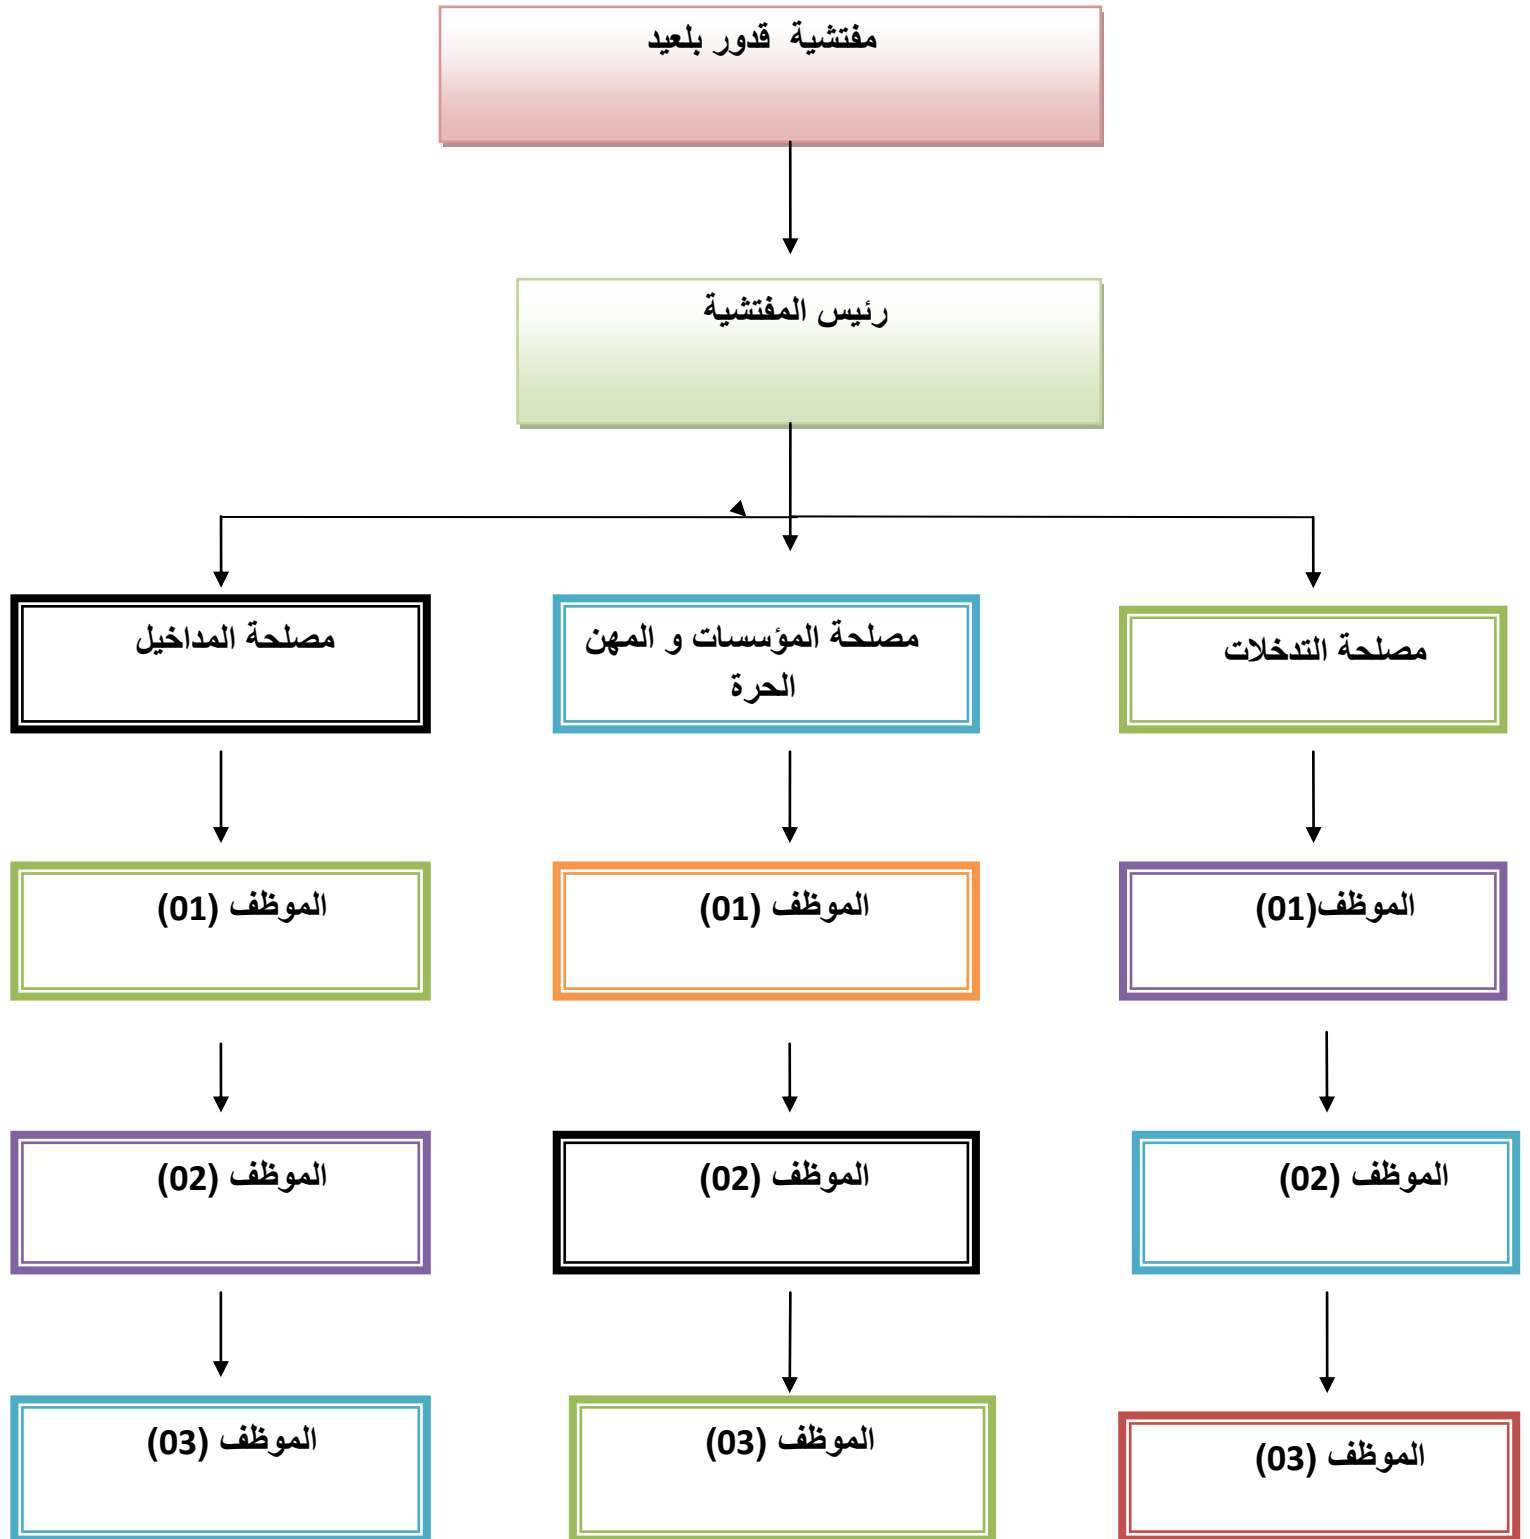 مفتشية قدور بلعيد
رئيس المفتشية
مصلحة التدخلات
مصلحة المؤسسات و المهن
الحرة
مصلحة المداخيل
الموظف(01)
الموظف (01)
الموظف (01)
الموظف (02)
الموظف (02)
الموظف (02)
الموظف (03)
الموظف (03)
الموظف (03)